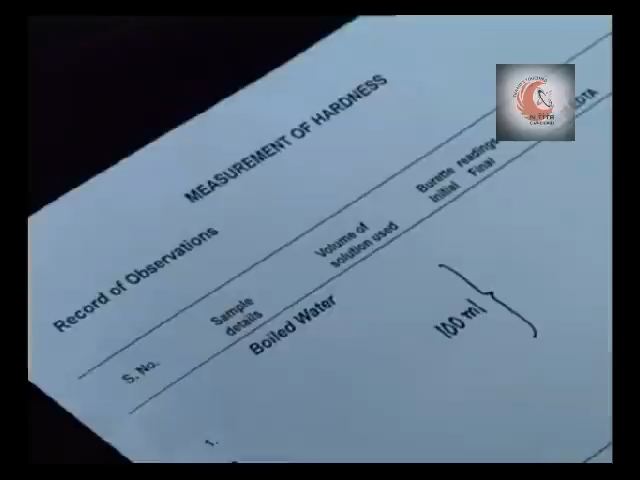 MEASUREMENT OF HARDNESS
Record of Observations
S. No.
Sample
details
Volume of
solution used
Burette readings
Initial Final
EDTA
Boiled Water
100 ml
1.